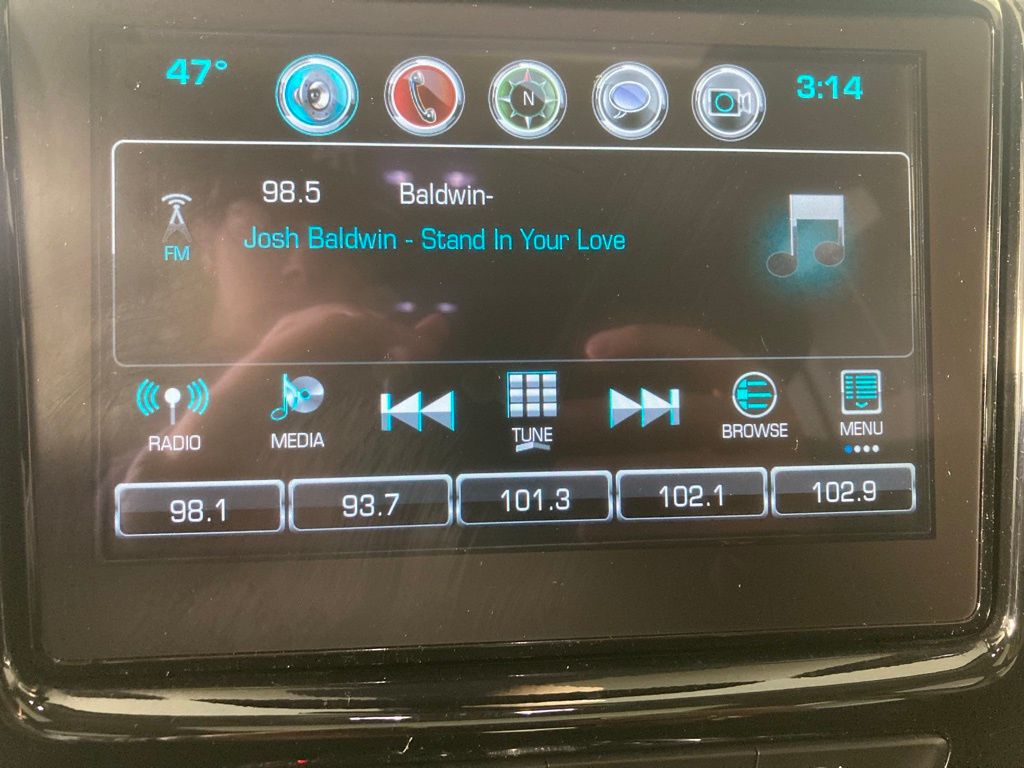 47° N 3:14
98.5 Baldwin-
FM Josh Baldwin - Stand In Your Love
RADIO MEDIA TUNE BROWSE MENU
98.1 93.7 101.3 102.1 102.9